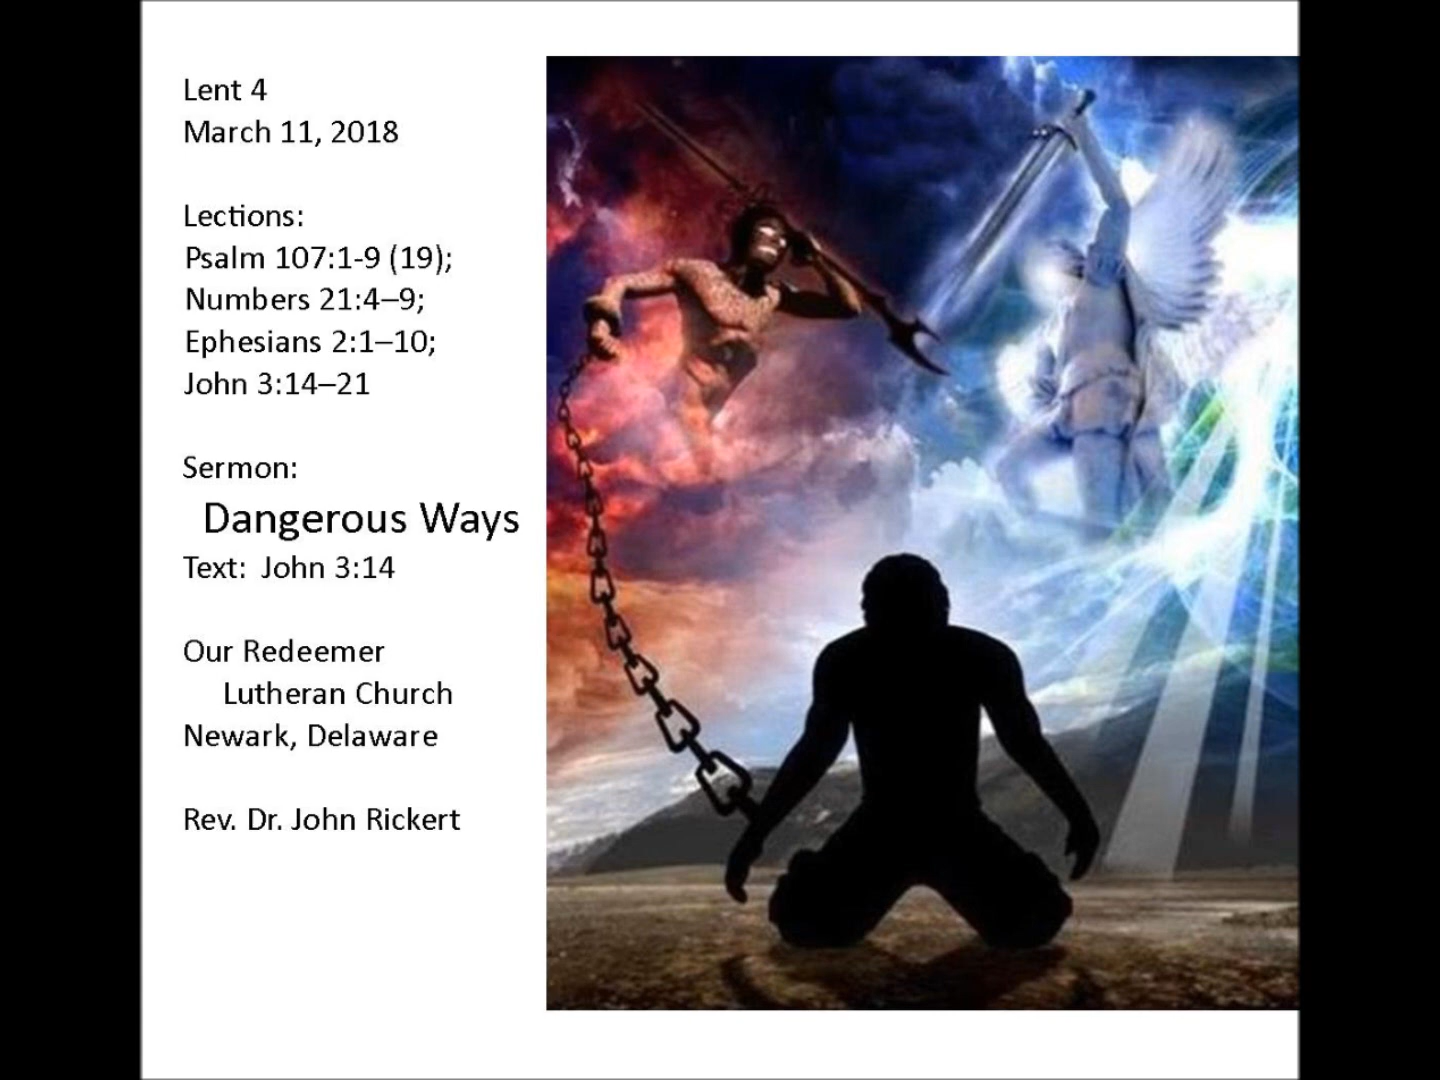 Lent 4
March 11, 2018
Lections:
Psalm 107:1-9 (19);
Numbers 21:4–9;
Ephesians 2:1–10;
John 3:14–21
Sermon:
Dangerous Ways
Text:  John 3:14
Our Redeemer
Lutheran Church
Newark, Delaware
Rev. Dr. John Rickert